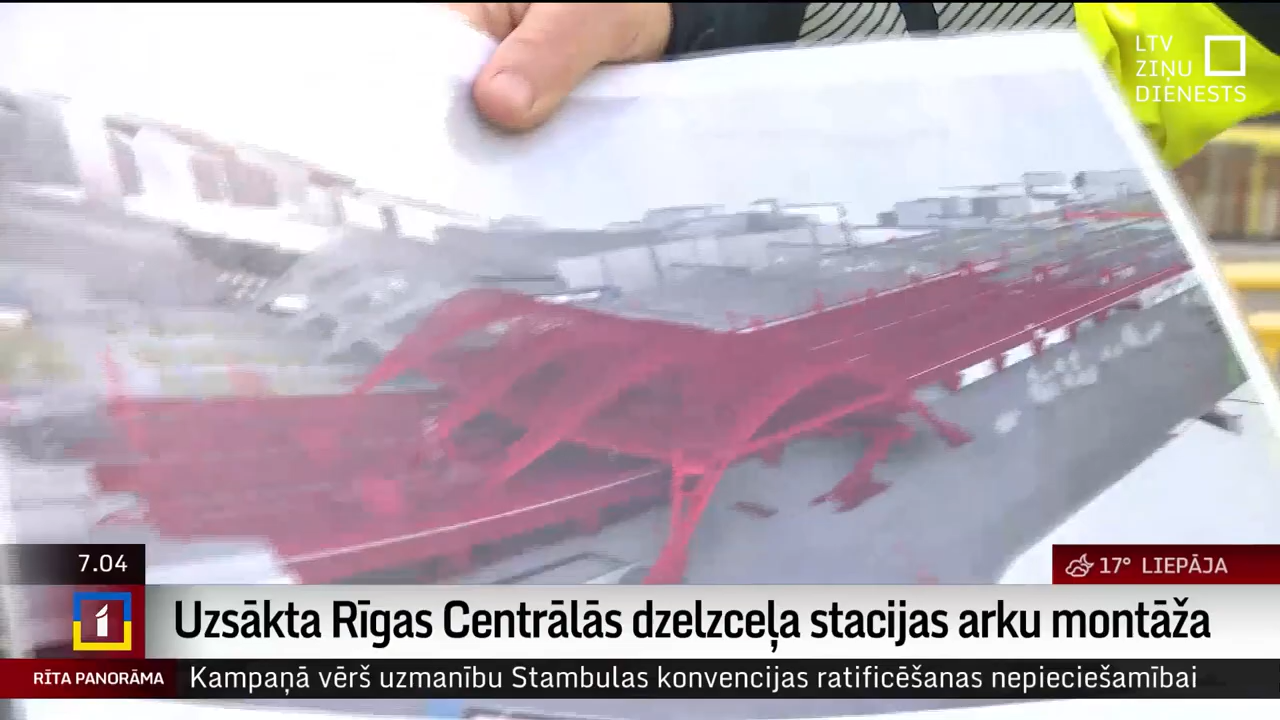 LTV
ZIŅU
DIENESTS
7.04
17° LIEPĀJA
1
Uzsākta Rīgas Centrālās dzelzceļa stacijas arku montāža
RĪTA PANORĀMA
Kampaņā vērš uzmanību Stambulas konvencijas ratificēšanas nepieciešamībai